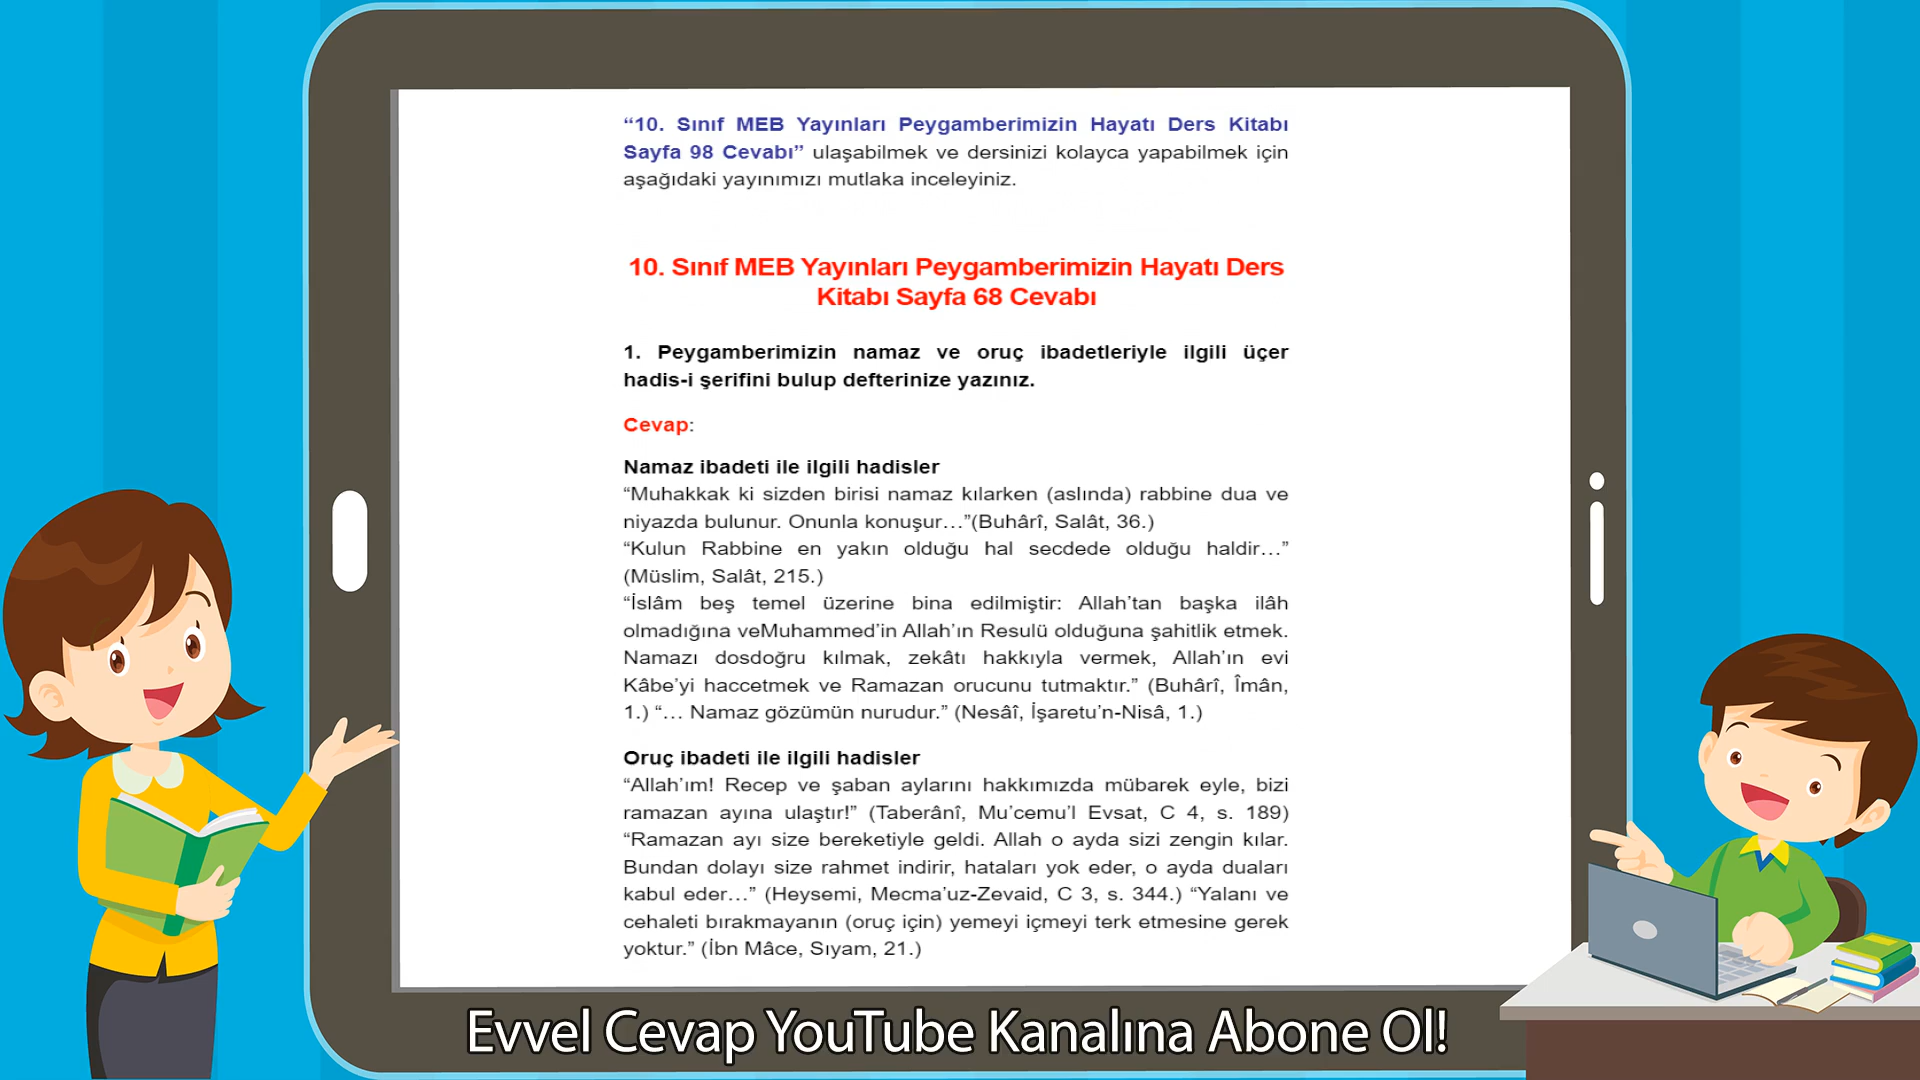 “10. Sınıf MEB Yayınları Peygamberimizin Hayatı Ders Kitabı
Sayfa 98 Cevabı” ulaşabilmek ve dersinizi kolayca yapabilmek için
aşağıdaki yayınımızı mutlaka inceleyiniz.
10. Sınıf MEB Yayınları Peygamberimizin Hayatı Ders
Kitabı Sayfa 68 Cevabı
1. Peygamberimizin namaz ve oruç ibadetleriyle ilgili üçer
hadis-i şerifini bulup defterinize yazınız.
Cevap:
Namaz ibadeti ile ilgili hadisler
“Muhakkak ki sizden birisi namaz kılarken (aslında) rabbine dua ve
niyazda bulunur. Onunla konuşur…”(Buhârî, Salât, 36.)
“Kulun Rabbine en yakın olduğu hal secdede olduğu haldir…”
(Müslim, Salât, 215.)
“İslâm beş temel üzerine bina edilmiştir: Allah’tan başka ilâh
olmadığına veMuhammed’in Allah’ın Resulü olduğuna şahitlik etmek.
Namazı dosdoğru kılmak, zekâtı hakkıyla vermek, Allah’ın evi
Kâbe’yi haccetmek ve Ramazan orucunu tutmaktır.” (Buhârî, Îmân,
1.) “… Namaz gözümün nurudur.” (Nesâî, İşaretu’n-Nisâ, 1.)
Oruç ibadeti ile ilgili hadisler
“Allah’ım! Recep ve şaban aylarını hakkımızda mübarek eyle, bizi
ramazan ayına ulaştır!” (Taberânî, Mu’cemu’l Evsat, C 4, s. 189)
“Ramazan ayı size bereketiyle geldi. Allah o ayda sizi zengin kılar.
Bundan dolayı size rahmet indirir, hataları yok eder, o ayda duaları
kabul eder…” (Heysemi, Mecma’uz-Zevaid, C 3, s. 344.) “Yalanı ve
cehaleti bırakmayanın (oruç için) yemeyi içmeyi terk etmesine gerek
yoktur.” (İbn Mâce, Sıyam, 21.)
Evvel Cevap YouTube Kanalına Abone Ol!